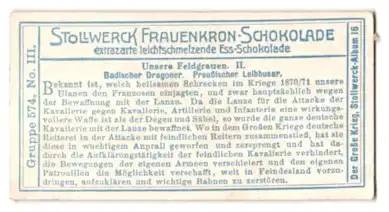 STOLLWERCK FRAUENKRON-SCHOKOLADE
extrazarte leichtschmelzende Ess-Schokolade
Unsere Feldgrauen. II.
Badischer Dragoner. Preußischer Leibhusar.
Bekannt ist, welch heilsamen Schrecken im Kriege 1870/71 unsere
Ulanen den Franzosen einjagten, und zwar hauptsächlich wegen
der Bewaffnung mit der Lanze. Da die Lanze für die Attacke der
Kavallerie gegen Kavallerie, Artillerie und Infanterie eine wirkungs-
vollere Waffe ist als der Degen und Säbel, so wurde die ganze deutsche
Kavallerie mit der Lanze bewaffnet. Wo in dem Großen Kriege deutsche
Reiterei in der Attacke mit feindlichen Reitern zusammenstieß, hat sie
diese in wuchtigem Anprall geworfen und zersprengt und hat da-
durch die Aufklärungstätigkeit der feindlichen Kavallerie verhindert,
die Bewegungen der eigenen Armeen verschleiert und den eigenen
Patrouillen die Möglichkeit verschafft, weit in Feindesland vorzu-
dringen, aufzuklären und wichtige Bahnen zu zerstören.
Gruppe 574, No. III.
Der Große Krieg, Stollwerck-Album 16